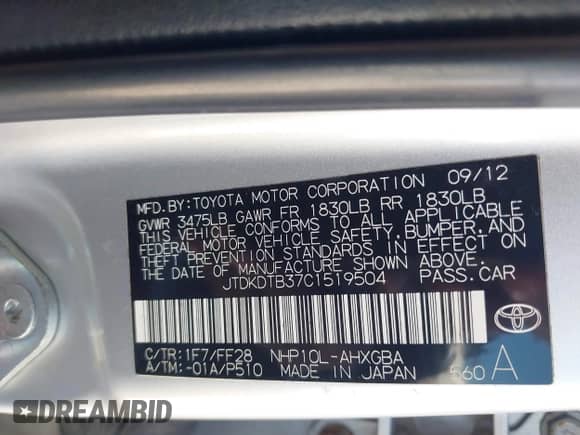 MFD. BY: TOYOTA MOTOR CORPORATION 09/12
GVWR 3475LB GAWR FR 1830LB RR 1830LB
THIS VEHICLE CONFORMS TO ALL APPLICABLE
FEDERAL MOTOR VEHICLE SAFETY, BUMPER, AND
THEFT PREVENTION STANDARDS IN EFFECT ON
THE DATE OF MANUFACTURE SHOWN ABOVE.
JTDKDTB37C1519504 PASS. CAR
C/TR: 1F7/FF28 NHP10L-AHXGBA
A/TM: -01A/P510 MADE IN JAPAN 560 A
DREAMBID